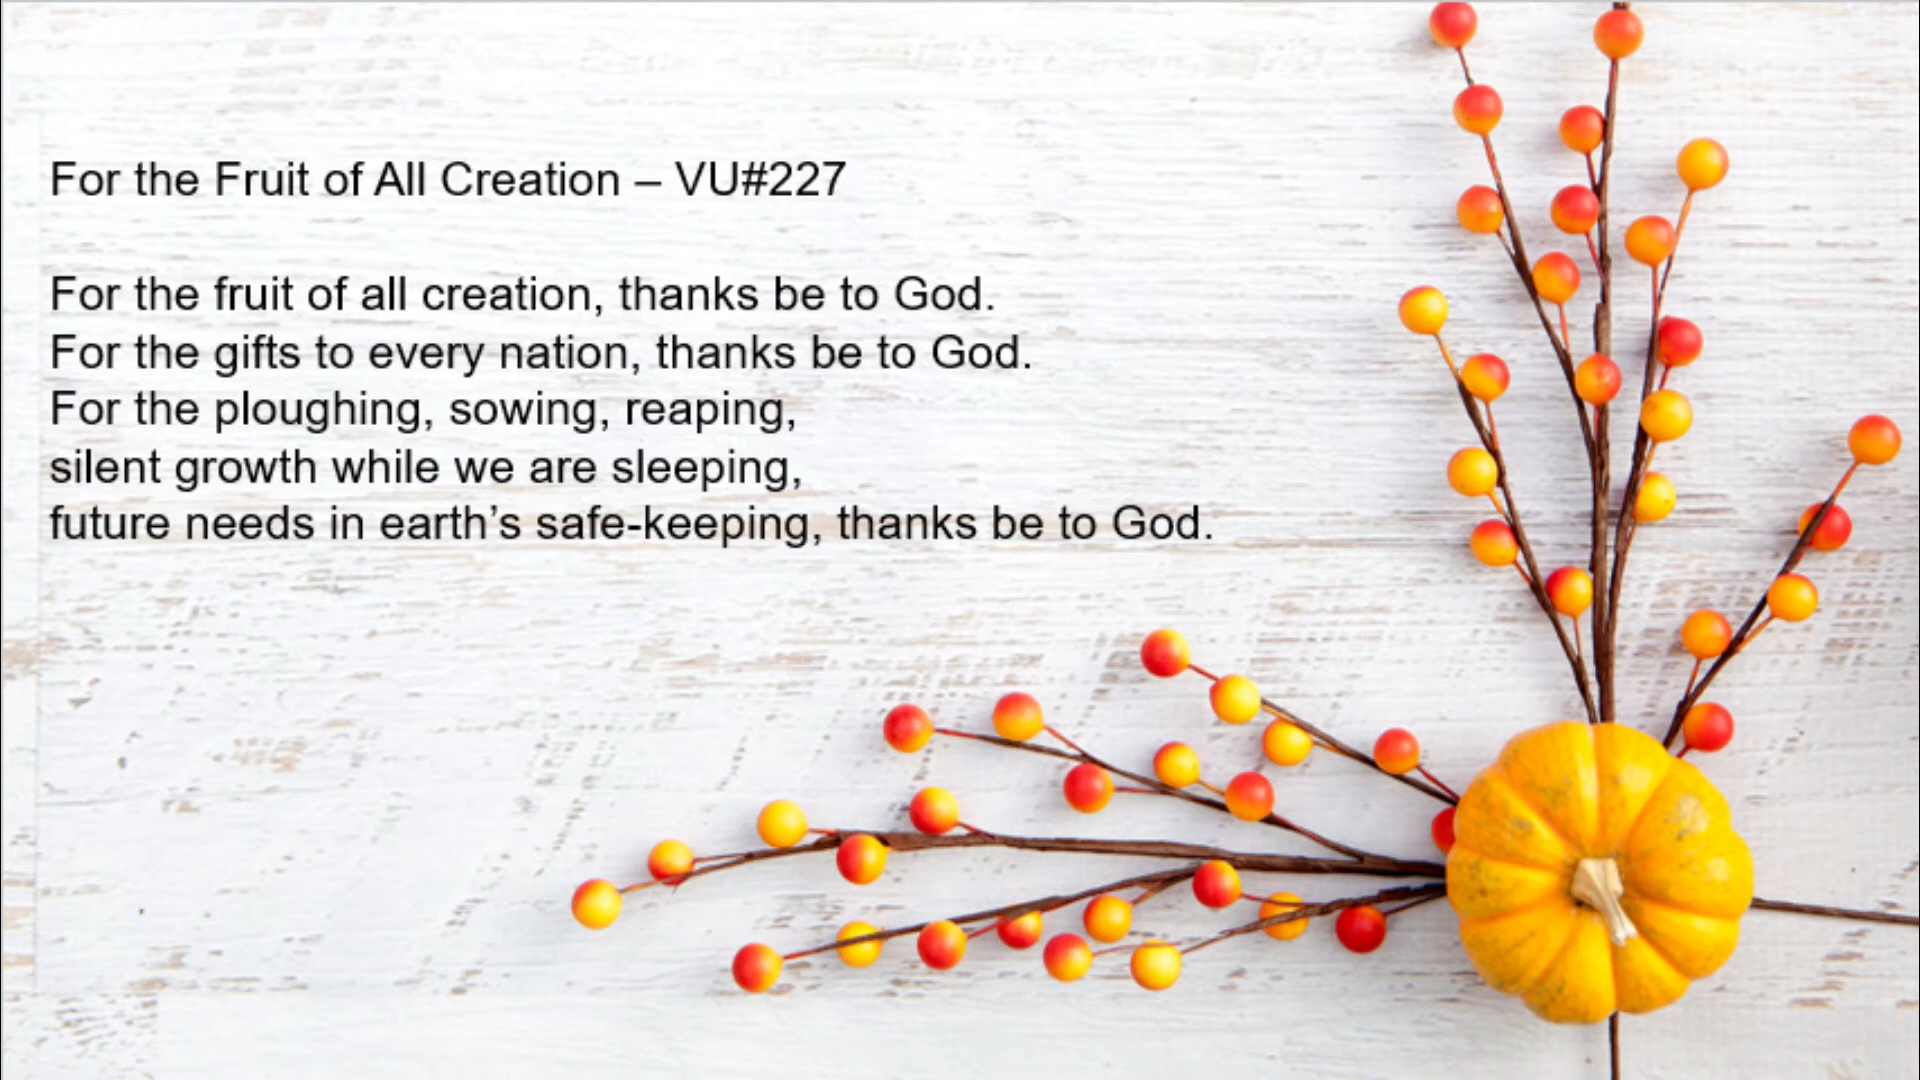 For the Fruit of All Creation – VU#227
For the fruit of all creation, thanks be to God.
For the gifts to every nation, thanks be to God.
For the ploughing, sowing, reaping,
silent growth while we are sleeping,
future needs in earth’s safe-keeping, thanks be to God.